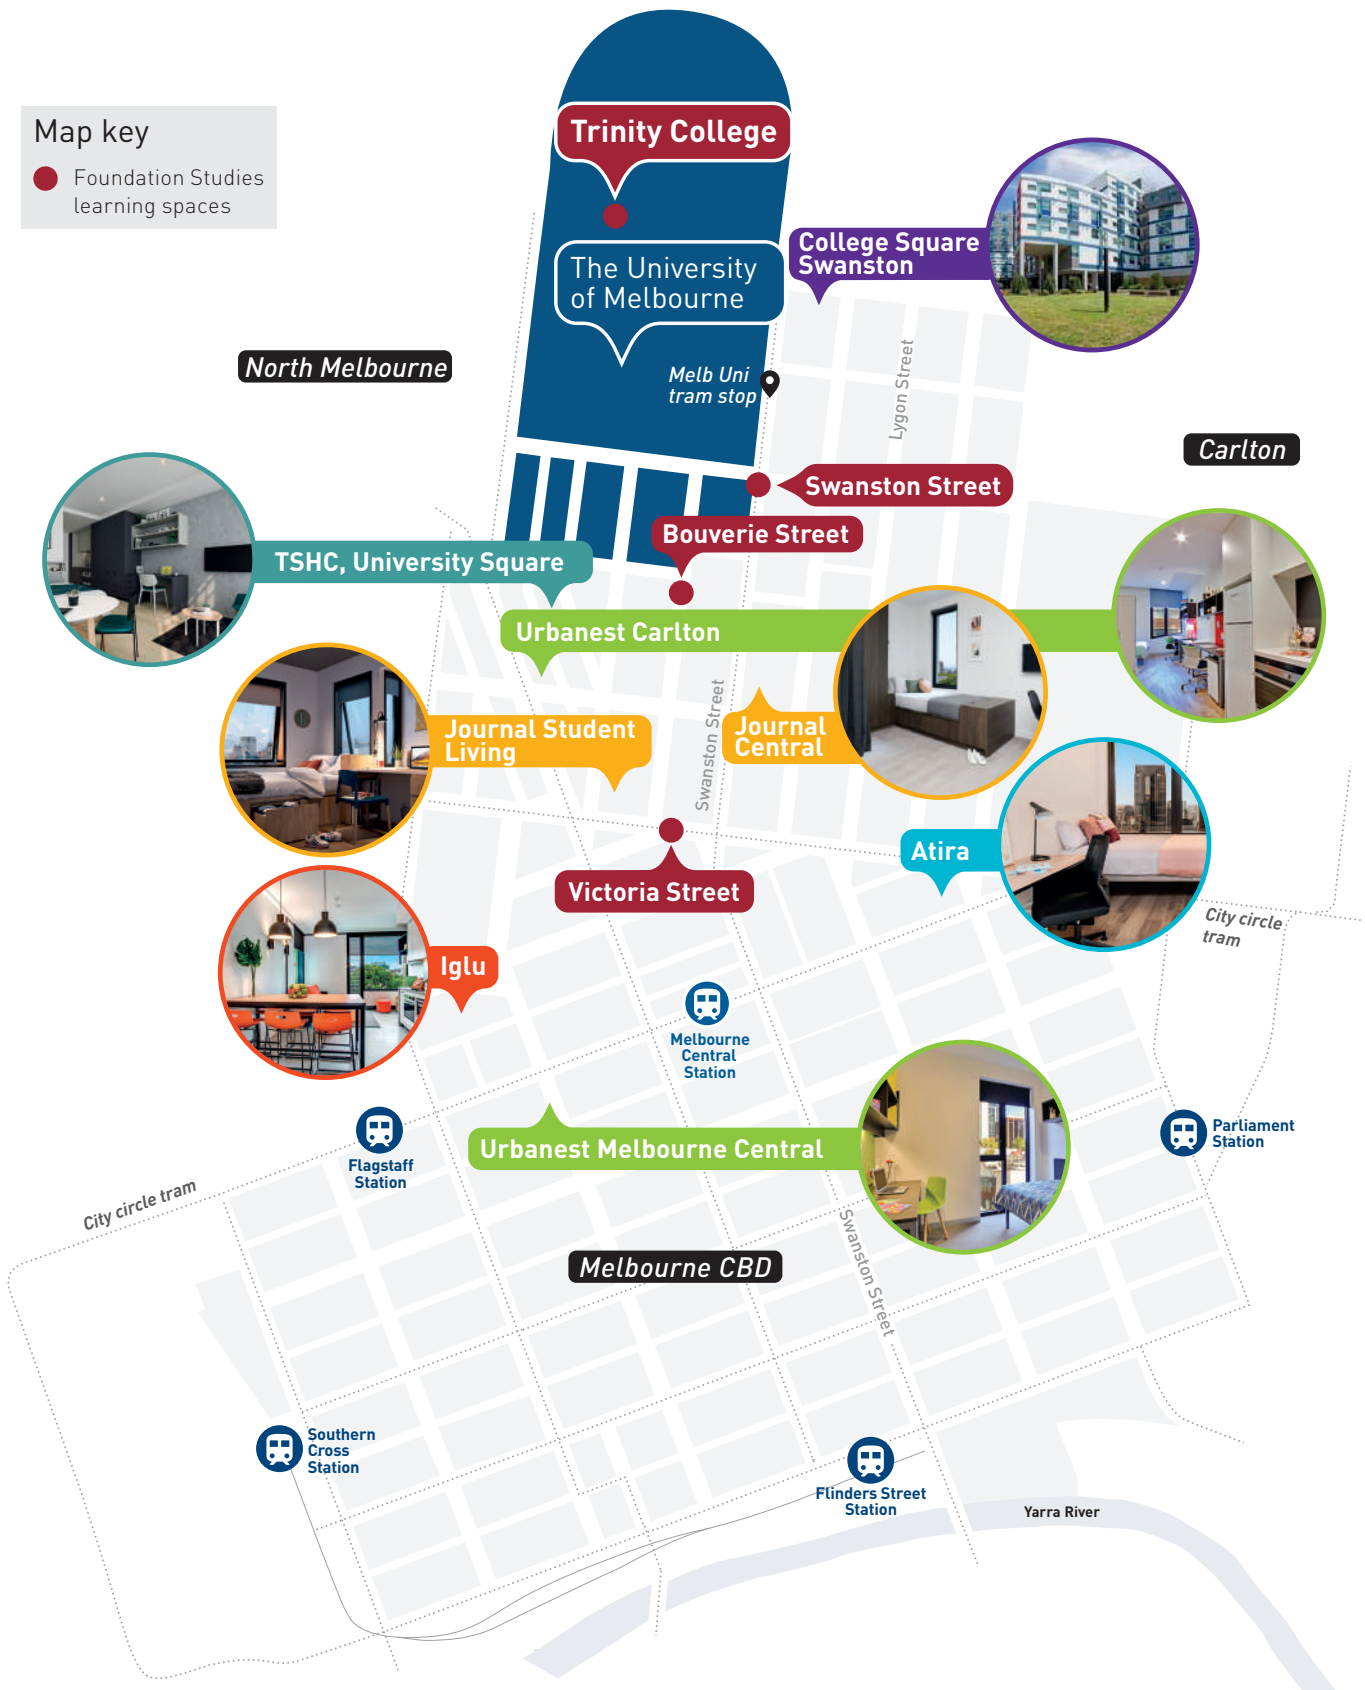 Trinity College
Map key
Foundation Studies
learning spaces
College Square
Swanston
The University
of Melbourne
North Melbourne
Melb Uni
tram stop
Lygon Street
Carlton
Swanston Street
Bouverie Street
TSHC, University Square
Urbanest Carlton
Journal Student
Living
Swanston Street
Journal
Central
Atira
Victoria Street
City circle
tram
Iglu
Melbourne
Central
Station
Parliament
Station
Urbanest Melbourne Central
Flagstaff
Station
City circle tram
Swanston Street
Melbourne CBD
Southern
Cross
Station
Flinders Street
Station
Yarra River